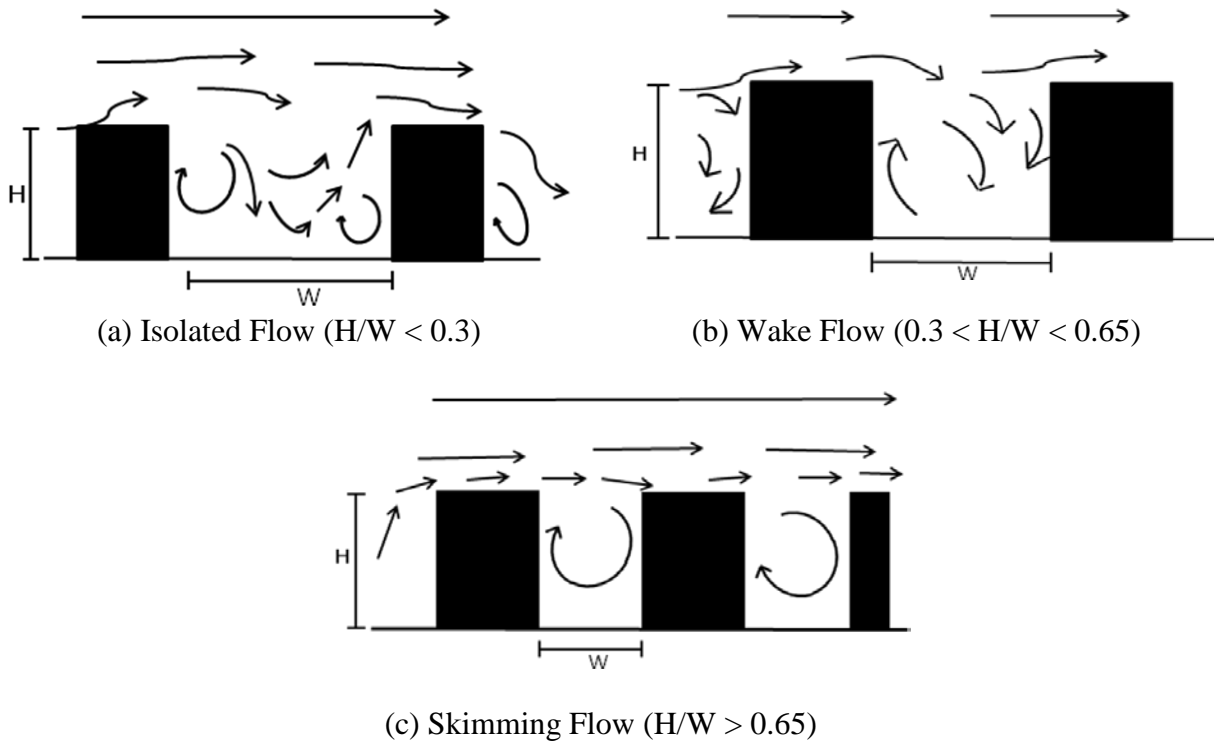 H
W
(a) Isolated Flow (H/W < 0.3)
H
W
(b) Wake Flow (0.3 < H/W < 0.65)
H
W
(c) Skimming Flow (H/W > 0.65)